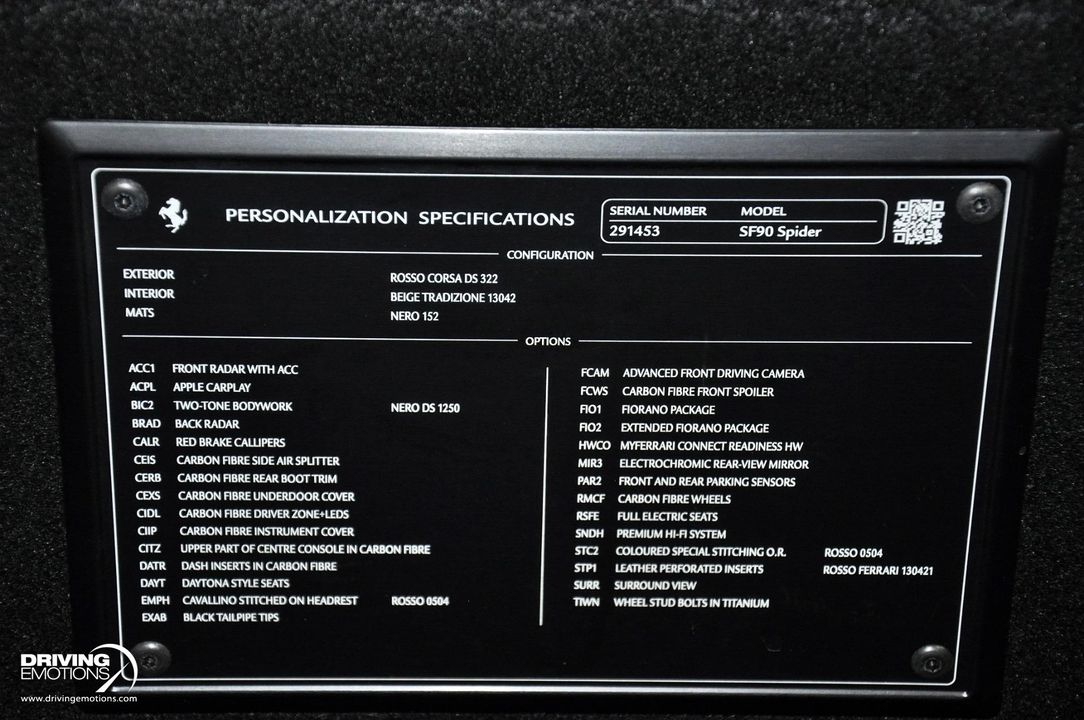 PERSONALIZATION SPECIFICATIONS
SERIAL NUMBER MODEL
291453 SF90 Spider
CONFIGURATION
EXTERIOR ROSSO CORSA DS 322
INTERIOR BEIGE TRADIZIONE 13042
MATS NERO 152
OPTIONS
ACC1 FRONT RADAR WITH ACC
ACPL APPLE CARPLAY
BIC2 TWO-TONE BODYWORK NERO DS 1250
BRAD BACK RADAR
CALR RED BRAKE CALLIPERS
CEIS CARBON FIBRE SIDE AIR SPLITTER
CERB CARBON FIBRE REAR BOOT TRIM
CEXS CARBON FIBRE UNDERDOOR COVER
CIDL CARBON FIBRE DRIVER ZONE+LEDS
CIIP CARBON FIBRE INSTRUMENT COVER
CITZ UPPER PART OF CENTRE CONSOLE IN CARBON FIBRE
DATR DASH INSERTS IN CARBON FIBRE
DAYT DAYTONA STYLE SEATS
EMPH CAVALLINO STITCHED ON HEADREST ROSSO 0504
EXAB BLACK TAILPIPE TIPS
FCAM ADVANCED FRONT DRIVING CAMERA
FCWS CARBON FIBRE FRONT SPOILER
FIO1 FIORANO PACKAGE
FIO2 EXTENDED FIORANO PACKAGE
HWCO MYFERRARI CONNECT READINESS HW
MIR3 ELECTROCHROMIC REAR-VIEW MIRROR
PAR2 FRONT AND REAR PARKING SENSORS
RMCF CARBON FIBRE WHEELS
RSFE FULL ELECTRIC SEATS
SNDH PREMIUM HI-FI SYSTEM
STC2 COLOURED SPECIAL STITCHING O.R. ROSSO 0504
STP1 LEATHER PERFORATED INSERTS ROSSO FERRARI 130421
SURR SURROUND VIEW
TIWN WHEEL STUD BOLTS IN TITANIUM
DRIVING
EMOTIONS
www.drivingemotions.com